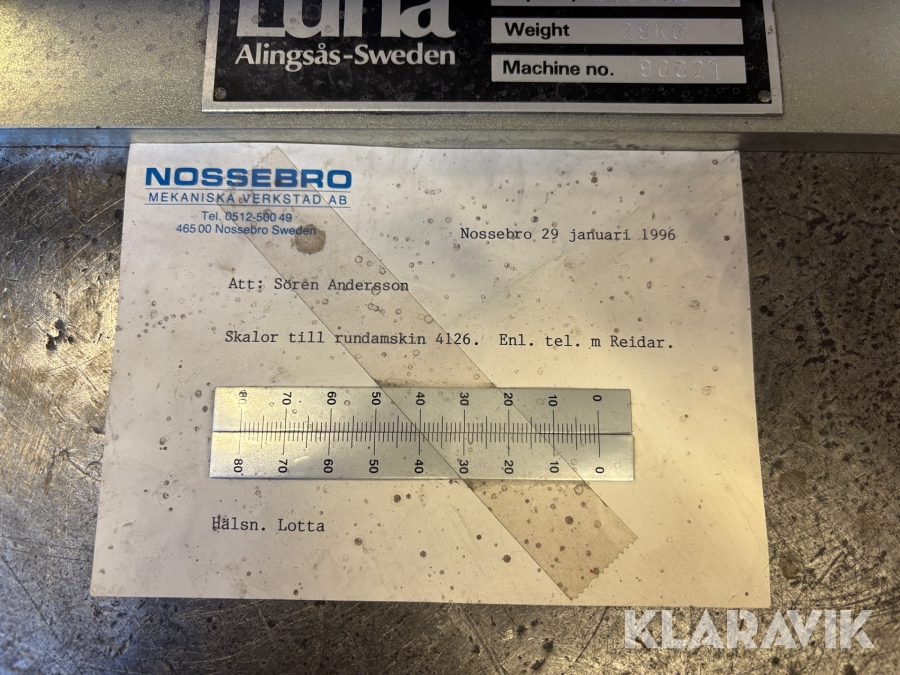 Luna
Alingsås-Sweden
Weight 29KG
Machine no.
NOSSEBRO
MEKANISKA VERKSTAD AB
Tel. 0512-500 49
465 00 Nossebro Sweden
Nossebro 29 januari 1996
Att: Sören Andersson
Skalor till rundamskin 4126. Enl. tel. m Reidar.
80 70 60 50 40 30 20 10 0
80 70 60 50 40 30 20 10 0
Hälsn. Lotta
KLARAVIK